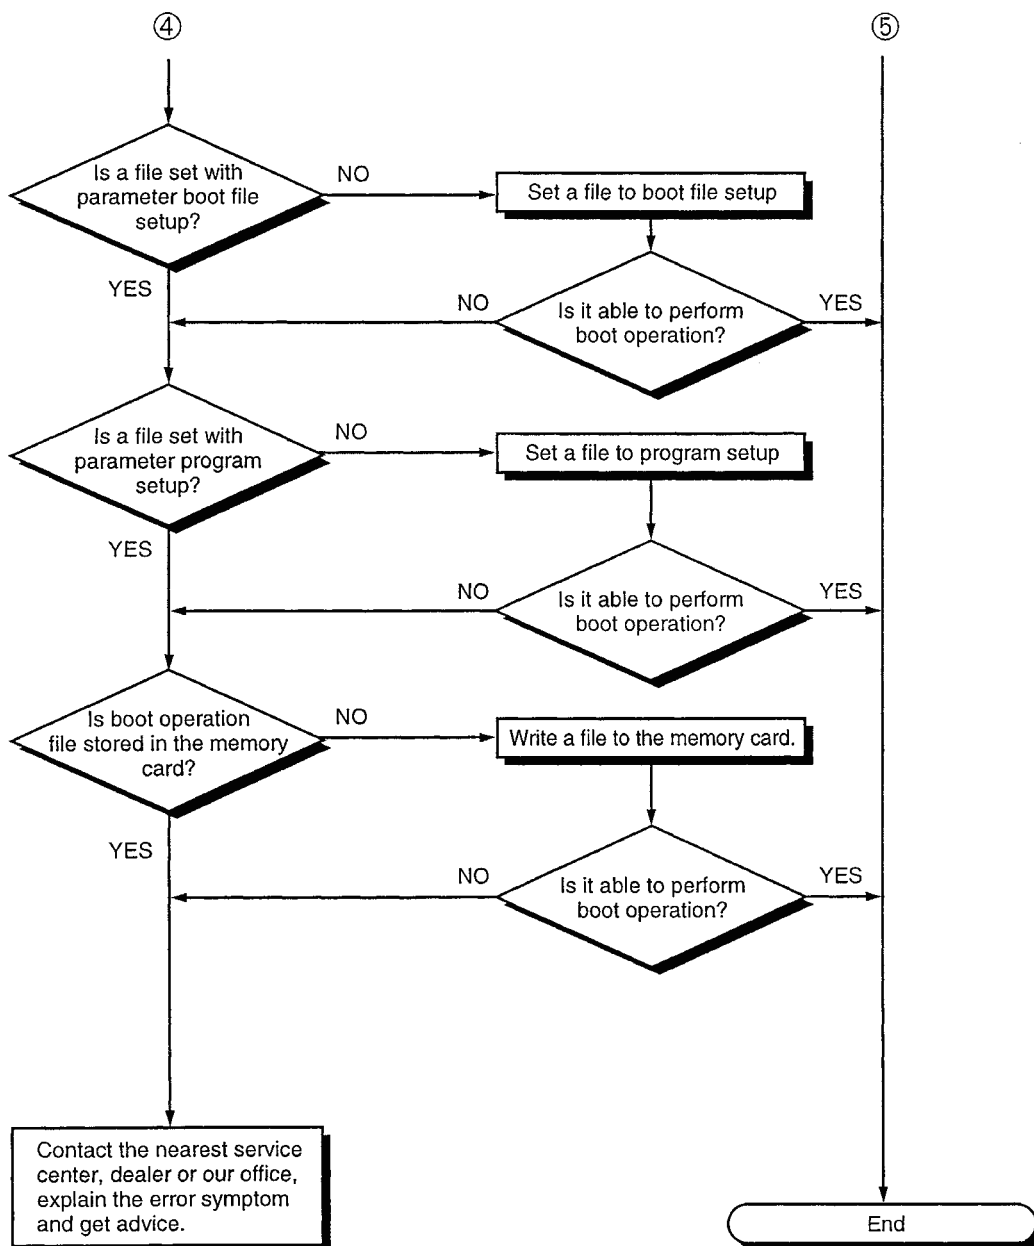 ④
⑤
Is a file set with
parameter boot file
setup?
NO
Set a file to boot file setup
YES
NO
Is it able to perform
boot operation?
YES
Is a file set with
parameter program
setup?
NO
Set a file to program setup
YES
NO
Is it able to perform
boot operation?
YES
Is boot operation
file stored in the memory
card?
NO
Write a file to the memory card.
YES
NO
Is it able to perform
boot operation?
YES
Contact the nearest service
center, dealer or our office,
explain the error symptom
and get advice.
End